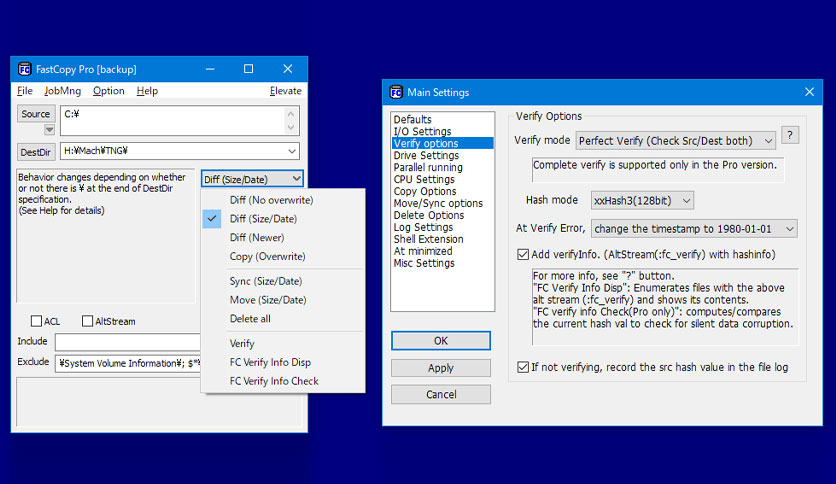 FastCopy Pro [backup]
File JobMng Option Help Elevate
Source C:¥
DestDir H:¥Mach¥TNG¥
Behavior changes depending on whether
or not there is ¥ at the end of DestDir
specification.
(See Help for details)
Diff (Size/Date)
Diff (No overwrite)
Diff (Size/Date)
Diff (Newer)
Copy (Overwrite)
Sync (Size/Date)
Move (Size/Date)
Delete all
Verify
FC Verify Info Disp
FC Verify Info Check
ACL AltStream
Include
Exclude ¥System Volume Information¥; $*¥
FC Main Settings
Defaults
I/O Settings
Verify options
Drive Settings
Parallel running
CPU Settings
Copy Options
Move/Sync options
Delete Options
Log Settings
Shell Extension
At minimized
Misc Settings
OK
Apply
Cancel
Verify Options
Verify mode Perfect Verify (Check Src/Dest both) ?
Complete verify is supported only in the Pro version.
Hash mode xxHash3(128bit)
At Verify Error, change the timestamp to 1980-01-01
Add verifyInfo. (AltStream(:fc_verify) with hashinfo)
For more info, see "?" button.
"FC Verify Info Disp": Enumerates files with the above
alt stream (:fc_verify) and shows its contents.
"FC verify info Check(Pro only)": computes/compares
the current hash val to check for silent data corruption.
If not verifying, record the src hash value in the file log